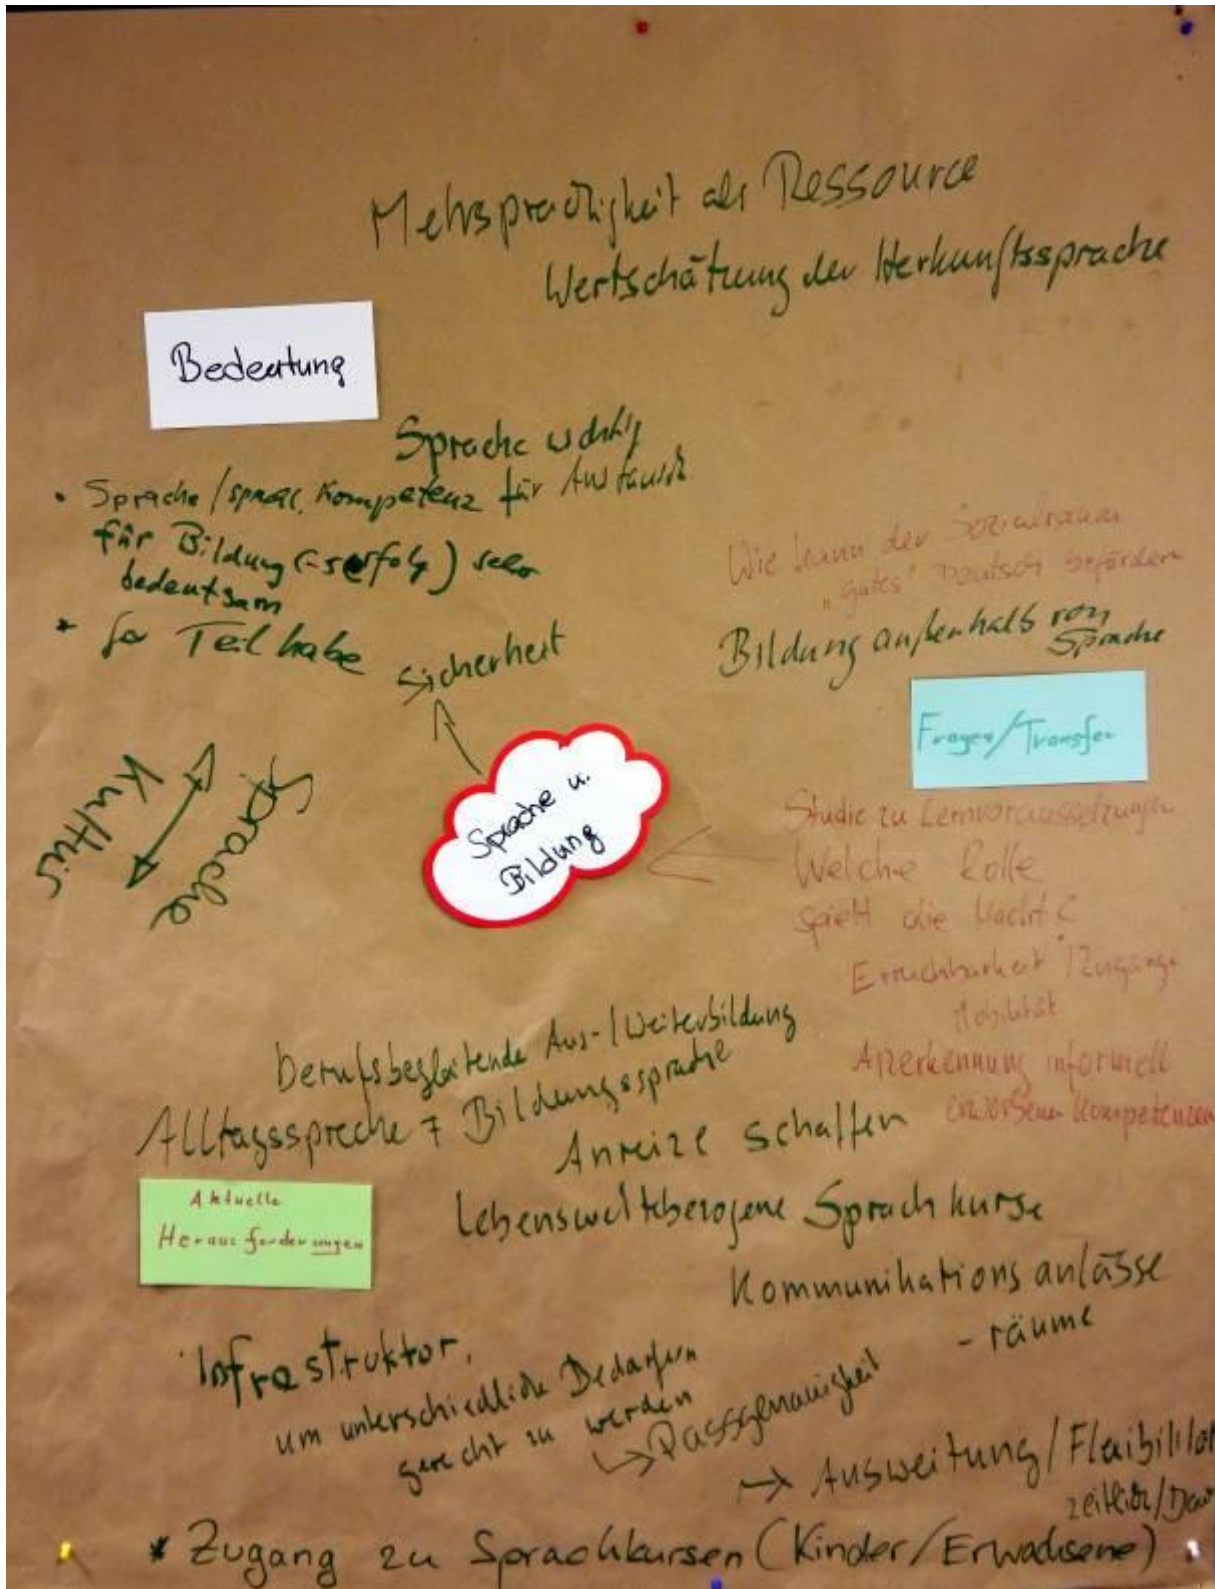 Mehrsprachigkeit als Ressource
Wertschätzung der Herkunftssprache
Bedeutung
Sprache wichtig
für Austausch
• Sprache/sprachl. Kompetenz
für Bildung (-serfolg) sehr
bedeutsam
* für Teilhabe
Sicherheit
Wie kann der Sozialraum
"gutes" Deutsch befördern
Bildung außenhalb von
Sprache
Fragen/Transfer
Kultur
Sprache
Sprache u.
Bildung
Studie zu Lernvoraussetzungen
Welche Rolle
spielt die Macht?
Erreichbarkeit/Zugänge
Mobilität
Anerkennung informell
erworbener Kompetenzen
berufsbegleitende Aus-/Weiterbildung
Alltagssprache ≠ Bildungssprache
Anreize schaffen
Aktuelle
Herausforderungen
Lebensweltbezogene Sprachkurse
Kommunikationsanlässe
- räume
Infrastruktur,
um unterschiedliche Bedarfen
gerecht zu werden
→ Passgenauigkeit
→ Ausweitung/Flexibilität
zeitlich/Dau
* Zugang zu Sprachkursen (Kinder/Erwachsene)